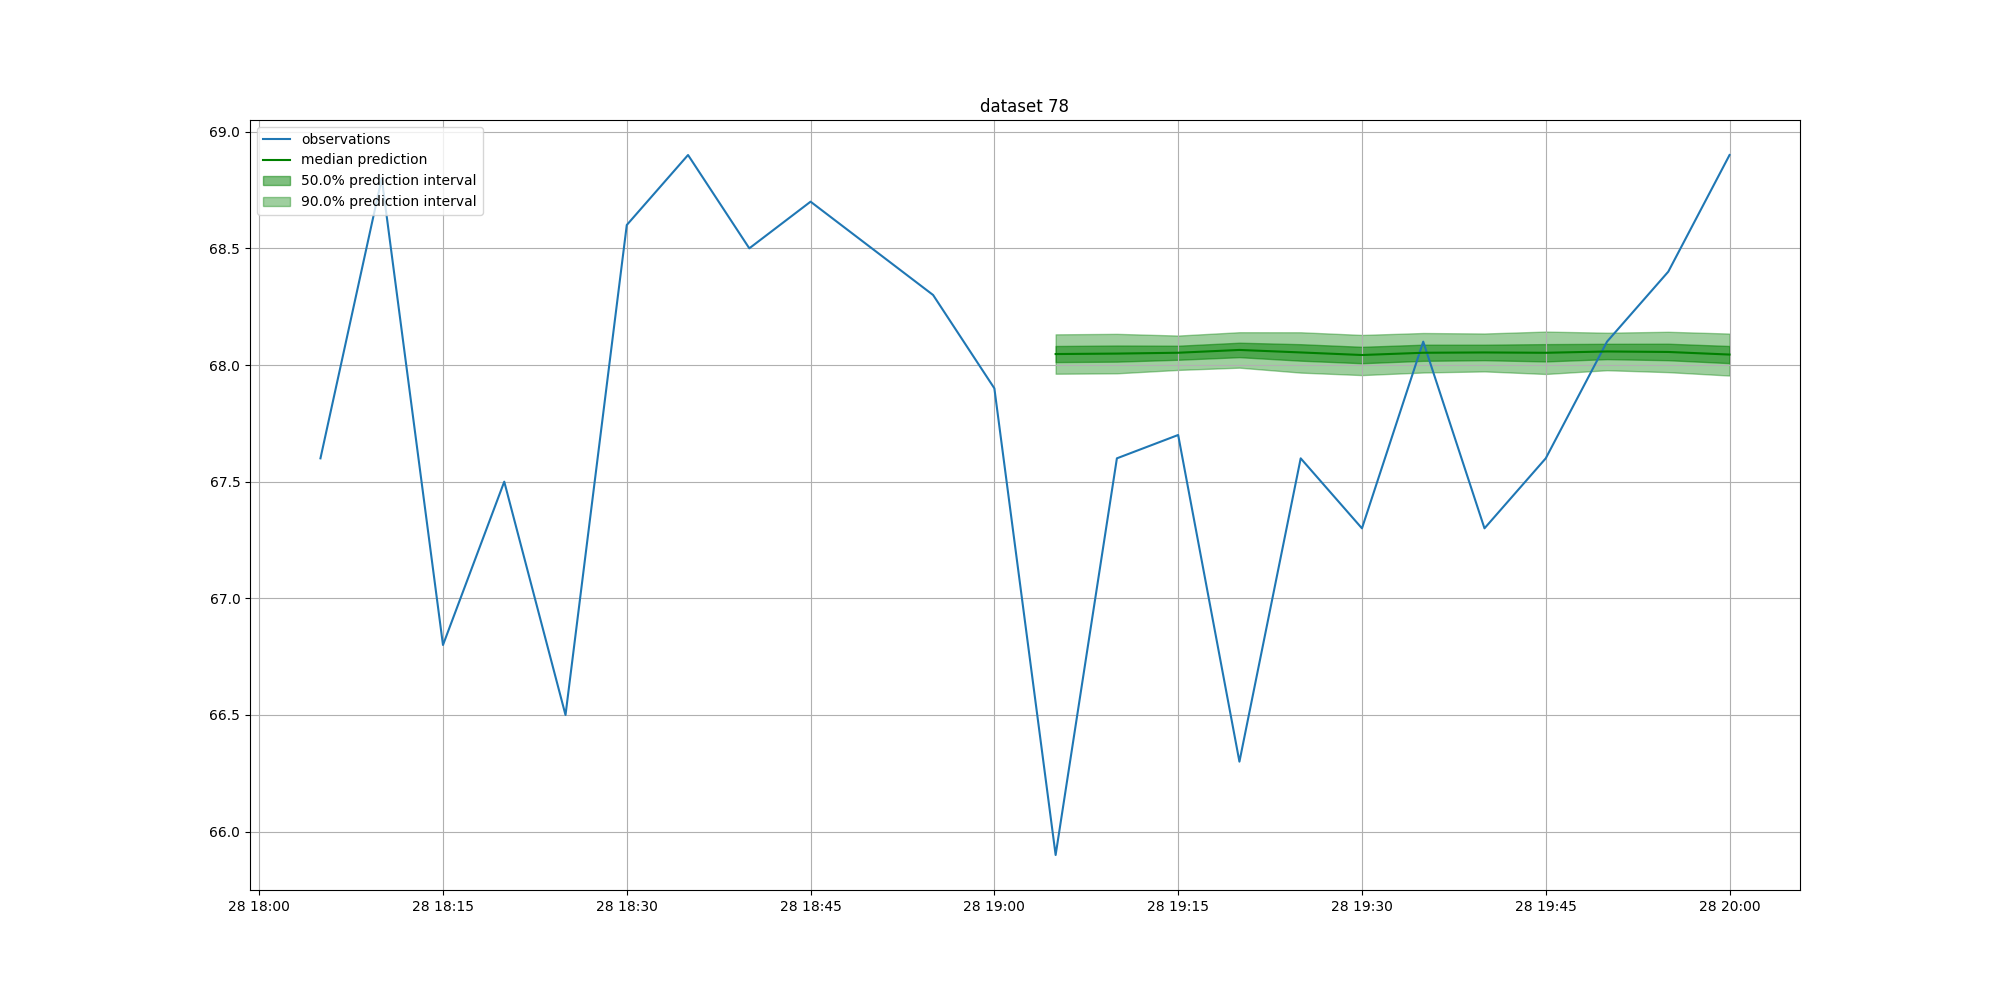 dataset 78
observations
median prediction
50.0% prediction interval
90.0% prediction interval
69.0
68.5
68.0
67.5
67.0
66.5
66.0
28 18:00 28 18:15 28 18:30 28 18:45 28 19:00 28 19:15 28 19:30 28 19:45 28 20:00